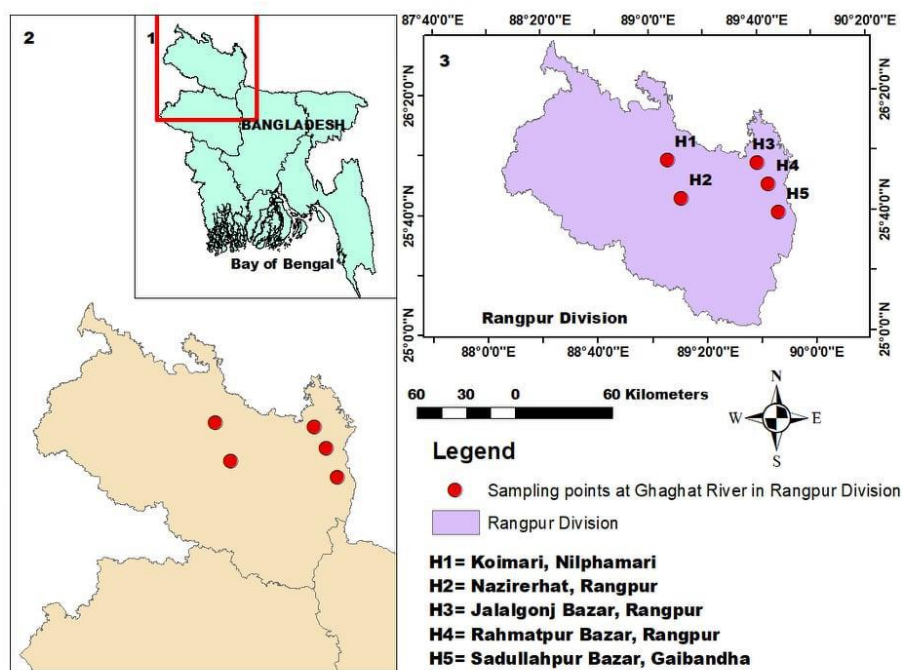 2
1
BANGLADESH
Bay of Bengal
87°40'0"E 88°20'0"E 89°0'0"E 89°40'0"E 90°20'0"E
3
26°20'0"N
25°40'0"N
25°0'0"N
26°20'0"N
25°40'0"N
25°0'0"N
H1
H2
H3
H4
H5
Rangpur Division
88°0'0"E 88°40'0"E 89°20'0"E 90°0'0"E
60 30 0 60 Kilometers
N
W E
S
Legend
Sampling points at Ghaghat River in Rangpur Division
Rangpur Division
H1= Koimari, Nilphamari
H2= Nazirerhat, Rangpur
H3= Jalalgonj Bazar, Rangpur
H4= Rahmatpur Bazar, Rangpur
H5= Sadullahpur Bazar, Gaibandha